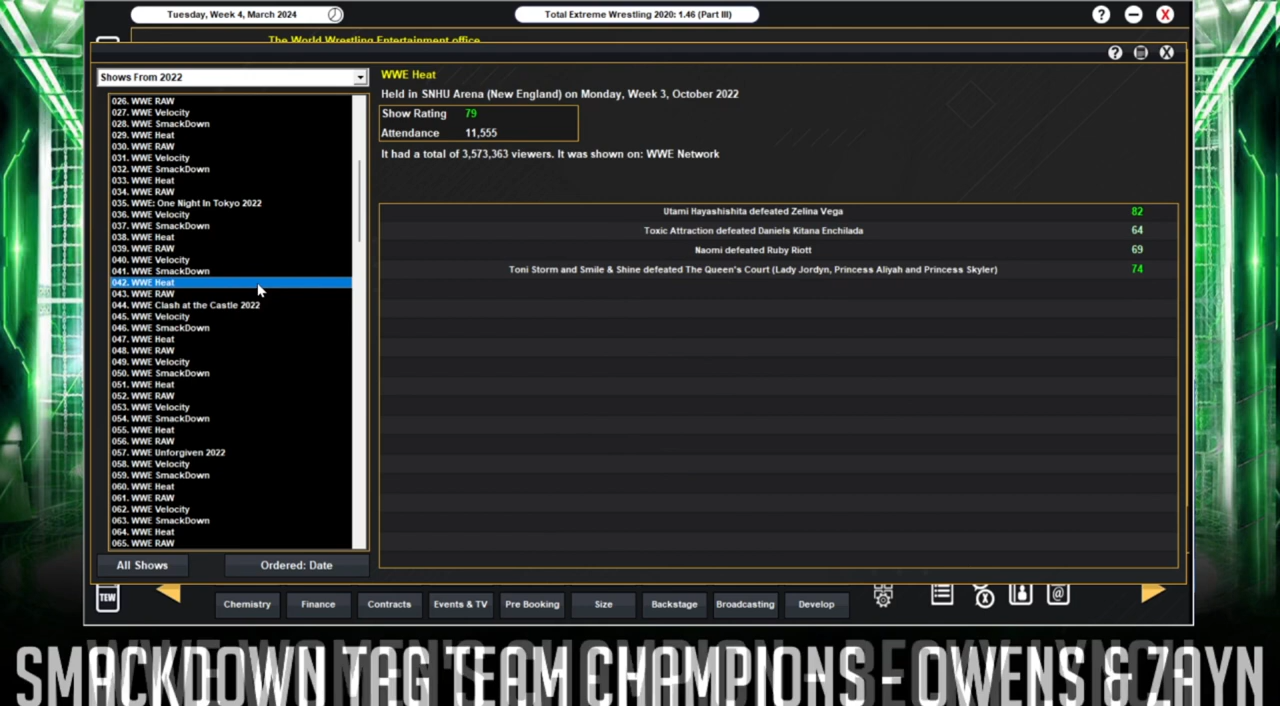 Tuesday, Week 4, March 2024
Total Extreme Wrestling 2020: 1.46 (Part III)
?
X
The World Wrestling Entertainment office
?
X
Shows From 2022
026. WWE RAW
027. WWE Velocity
028. WWE SmackDown
029. WWE Heat
030. WWE RAW
031. WWE Velocity
032. WWE SmackDown
033. WWE Heat
034. WWE RAW
035. WWE: One Night In Tokyo 2022
036. WWE Velocity
037. WWE SmackDown
038. WWE Heat
039. WWE RAW
040. WWE Velocity
041. WWE SmackDown
042. WWE Heat
043. WWE RAW
044. WWE Clash at the Castle 2022
045. WWE Velocity
046. WWE SmackDown
047. WWE Heat
048. WWE RAW
049. WWE Velocity
050. WWE SmackDown
051. WWE Heat
052. WWE RAW
053. WWE Velocity
054. WWE SmackDown
055. WWE Heat
056. WWE RAW
057. WWE Unforgiven 2022
058. WWE Velocity
059. WWE SmackDown
060. WWE Heat
061. WWE RAW
062. WWE Velocity
063. WWE SmackDown
064. WWE Heat
065. WWE RAW
All Shows
Ordered: Date
WWE Heat
Held in SNHU Arena (New England) on Monday, Week 3, October 2022
Show Rating 79
Attendance 11,555
It had a total of 3,573,363 viewers. It was shown on: WWE Network
Utami Hayashishita defeated Zelina Vega 82
Toxic Attraction defeated Daniels Kitana Enchilada 64
Naomi defeated Ruby Riott 69
Toni Storm and Smile & Shine defeated The Queen's Court (Lady Jordyn, Princess Aliyah and Princess Skyler) 74
TEW
Chemistry
Finance
Contracts
Events & TV
Pre Booking
Size
Backstage
Broadcasting
Develop
@
SMACKDOWN TAG TEAM CHAMPIONS - OWENS & ZAYN
WWE WOMEN'S CHAMPION - BECKY LYNCH